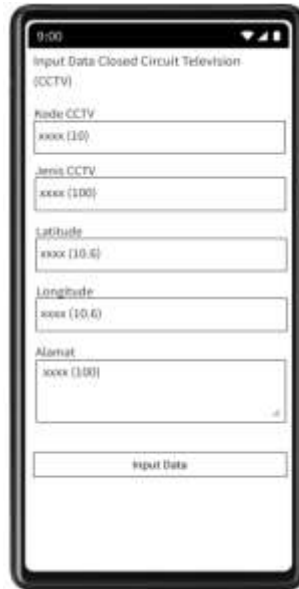 9:00
Input Data Closed Circuit Television
(CCTV)
Kode CCTV
xxxx (10)
Jenis CCTV
xxxx (100)
Latitude
xxxx (10.6)
Longitude
xxxx (10.6)
Alamat
xxxx (100)
Input Data